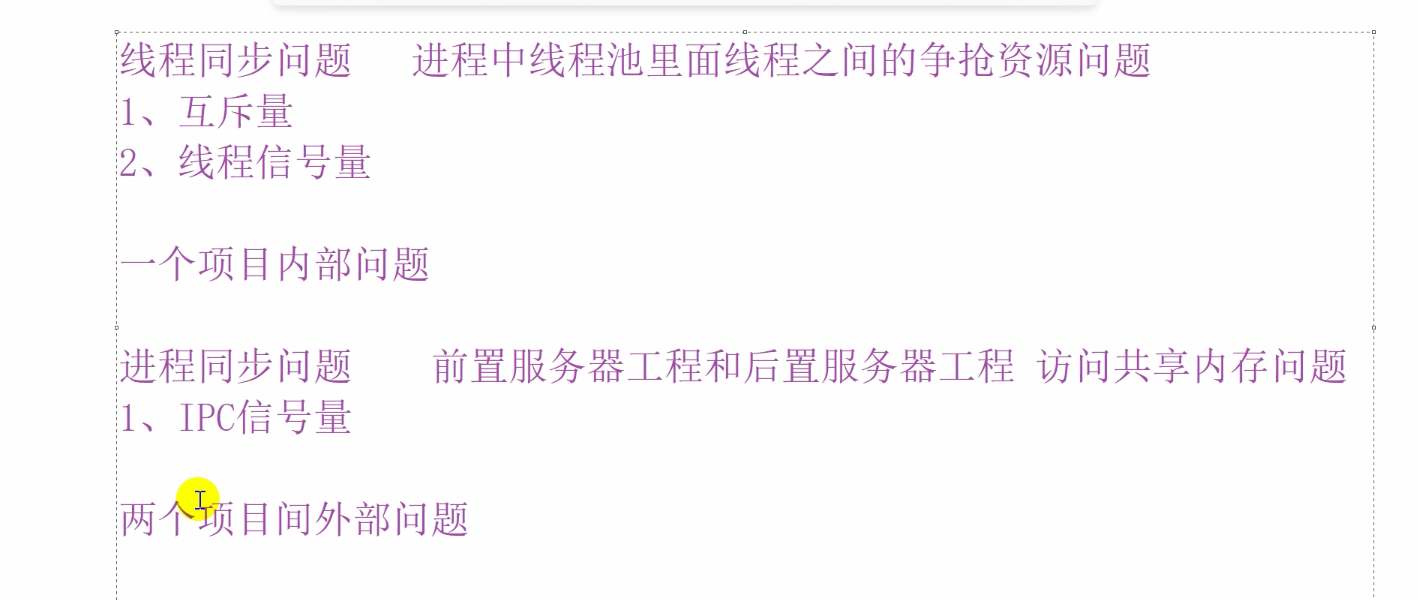 线程同步问题 进程中线程池里面线程之间的争抢资源问题
1、互斥量
2、线程信号量
一个项目内部问题
进程同步问题 前置服务器工程和后置服务器工程 访问共享内存问题
1、IPC信号量
两个项目间外部问题